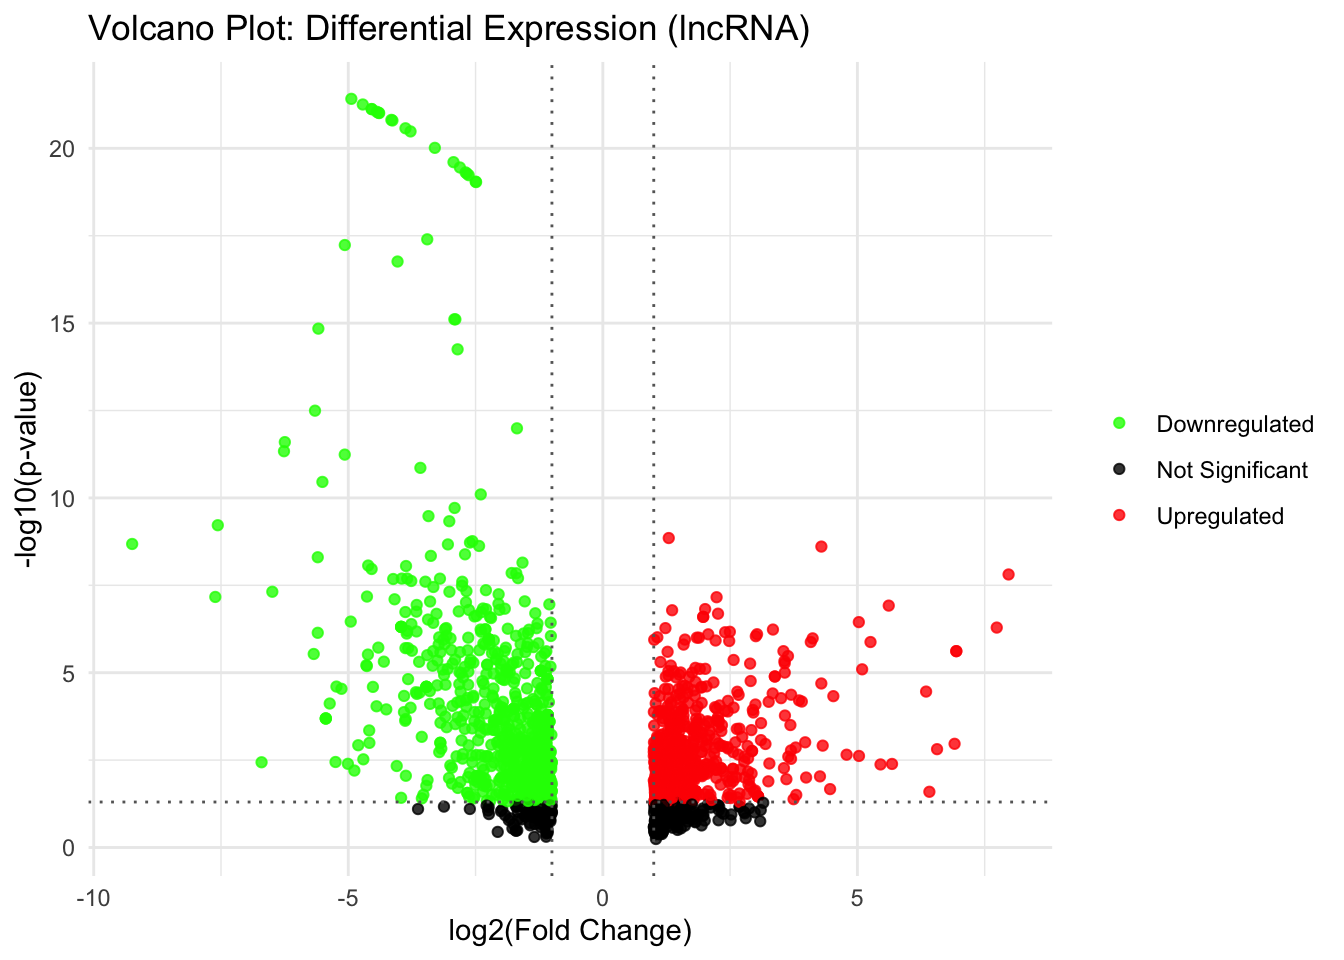 Volcano Plot: Differential Expression (lncRNA)
-log10(p-value)
20
15
10
5
0
-10
-5
0
5
log2(Fold Change)
Downregulated
Not Significant
Upregulated